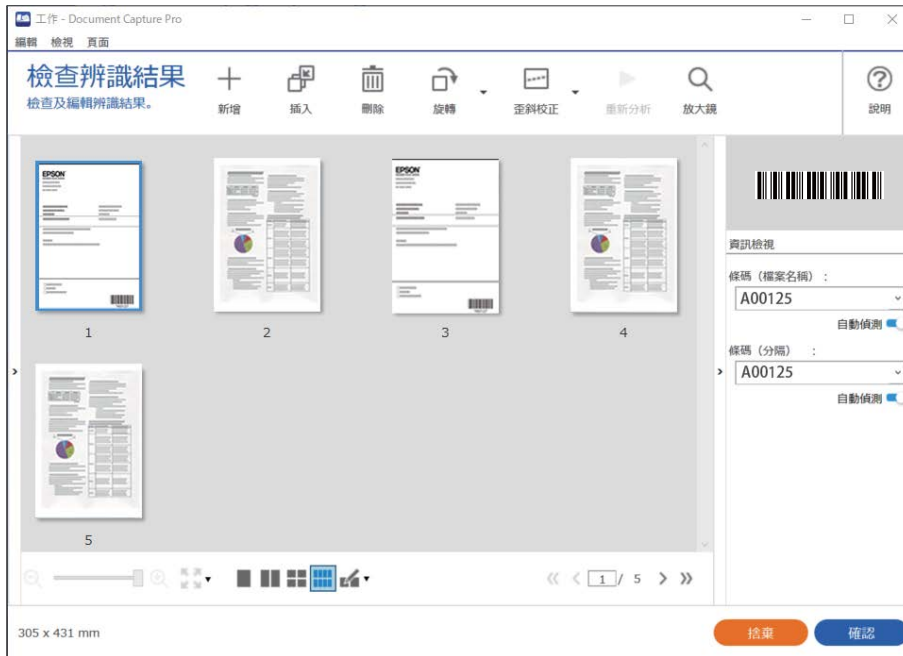 工作 - Document Capture Pro
編輯 檢視 頁面
檢查辨識結果
檢查及編輯辨識結果。
新增 插入 刪除 旋轉 歪斜校正 重新分析 放大鏡 說明
EPSON
EPSON
1 2 3 4
5
資訊檢視
條碼（檔案名稱）:
A00125
自動偵測
條碼（分隔） :
A00125
自動偵測
1 / 5
305 x 431 mm
捨棄 確認